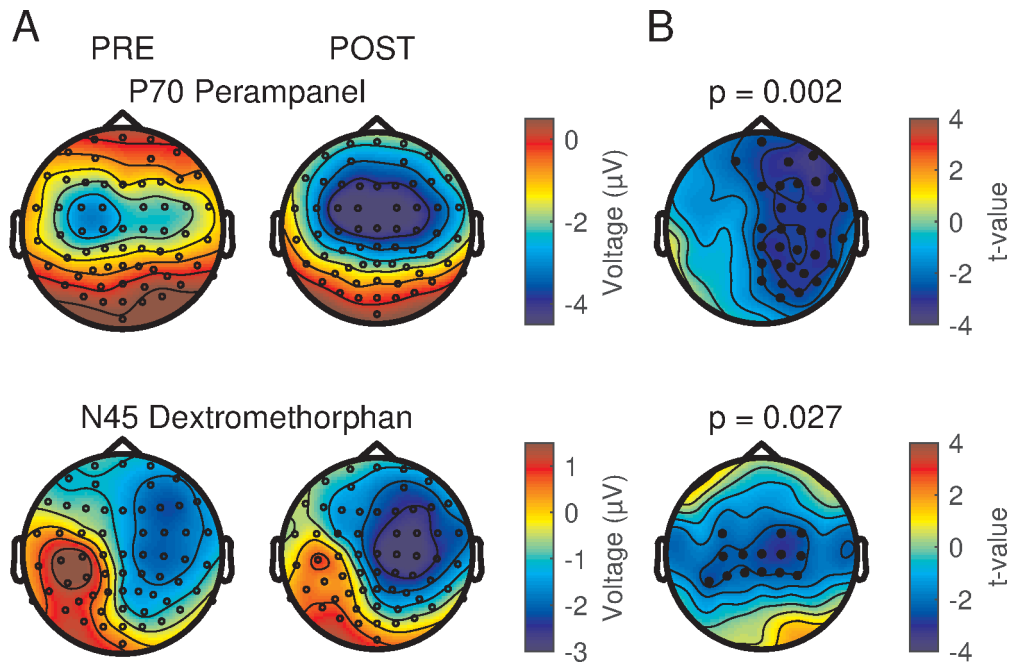 A
B
PRE
POST
P70 Perampanel
p = 0.002
0
-2
-4
Voltage (μV)
4
2
0
-2
-4
t-value
N45 Dextromethorphan
p = 0.027
1
0
-1
-2
-3
Voltage (μV)
4
2
0
-2
-4
t-value